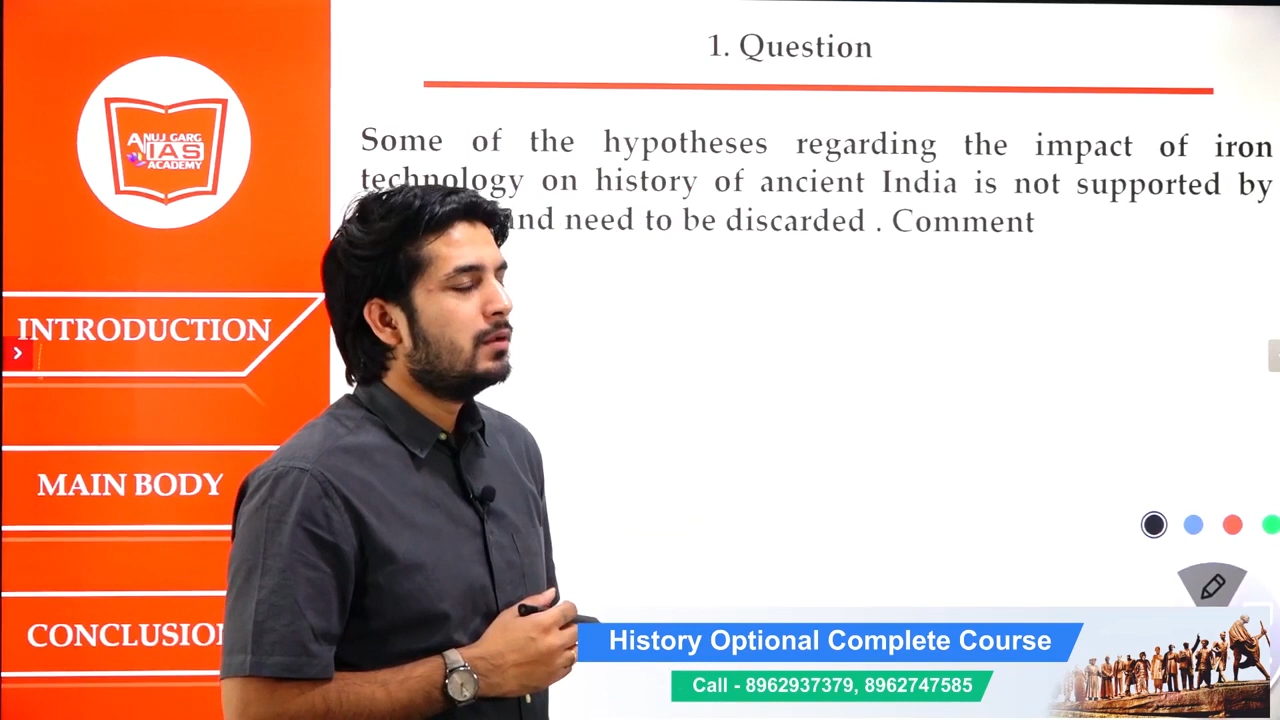 1. Question
Some of the hypotheses regarding the impact of iron
technology on history of ancient India is not supported by
and need to be discarded . Comment
ANUJ GARG
IAS
ACADEMY
INTRODUCTION
MAIN BODY
CONCLUSIO
History Optional Complete Course
Call - 8962937379, 8962747585